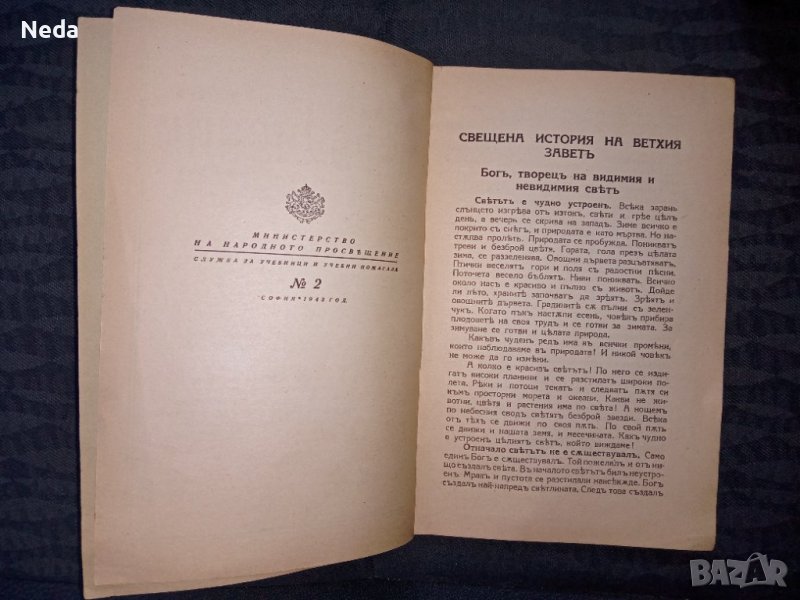 Neda
МИНИСТЕРСТВО
НА НАРОДНОТО ПРОСВѢЩЕНИЕ
СЛУЖБА ЗА УЧЕБНИЦИ И УЧЕБНИ ПОМАГАЛА
№ 2
СОФИЯ * 1943 ГОД.
СВЕЩЕНА ИСТОРИЯ НА ВЕТХИЯ
ЗАВЕТЪ
Богъ, творецъ на видимия и
невидимия свѣтъ
Свѣтътъ е чудно устроенъ. Всѣка зарань
слънцето изгрѣва отъ изтокъ, свѣти и грѣе цѣлъ
день, а вечерь се скрива на западъ. Зиме всичко е
покрито съ снѣгъ, и природата е като мъртва. Но на-
стѫпва пролѣть. Природата се пробужда. Поникватъ
треви и безброй цвѣтя. Гората, гола презъ цѣлата
зима, се раззеленява. Овощни дървета разцъвтяватъ.
Птички веселятъ гори и поля съ радостни пѣсни.
Поточета весело бъблятъ. Ниви поникватъ. Всичко
около насъ е красиво и пълно съ животъ. Дойде
ли лѣто, хранитѣ започватъ да зрѣятъ. Зрѣятъ и
овощнитѣ дървета. Градинитѣ сѫ пълни съ зелен-
чукъ. Когато пъкъ настѫпи есень, човѣкъ прибира
плодоветѣ на своя трудъ и се готви за зимата. За
зимуване се готви и цѣлата природа.
Какъвъ чуденъ редъ има въ всички промѣни,
които наблюдаваме въ природата! И никой човѣкъ
не може да го измѣни.
А колко е красивъ свѣтътъ! По него се изди-
гатъ високи планини и се разстилатъ широки по-
лета. Рѣки и потоци текатъ и следватъ пѫтя си
къмъ просторни морета и океани. Какви не жи-
вотни, цвѣтя и растения има по свѣта! А нощемъ
по небесния сводъ свѣтятъ безброй звезди. Всѣка
отъ тѣхъ се движи по своя пѫть. По свой пѫть
се движи и нашата земя, и месечината. Какъ чудно
е устроенъ цѣлиятъ свѣтъ, който виждаме!
Отначало свѣтътъ не е сѫществувалъ. Само
единъ Богъ е сѫществувалъ. Той пожелалъ и отъ ни-
що създалъ свѣта. Въ началото свѣтътъ билъ неустро-
енъ. Мракъ и пустота се разстилали навсѣкѫде. Богъ
създалъ най-напредъ свѣтлината. Следъ това създалъ
BAZAR